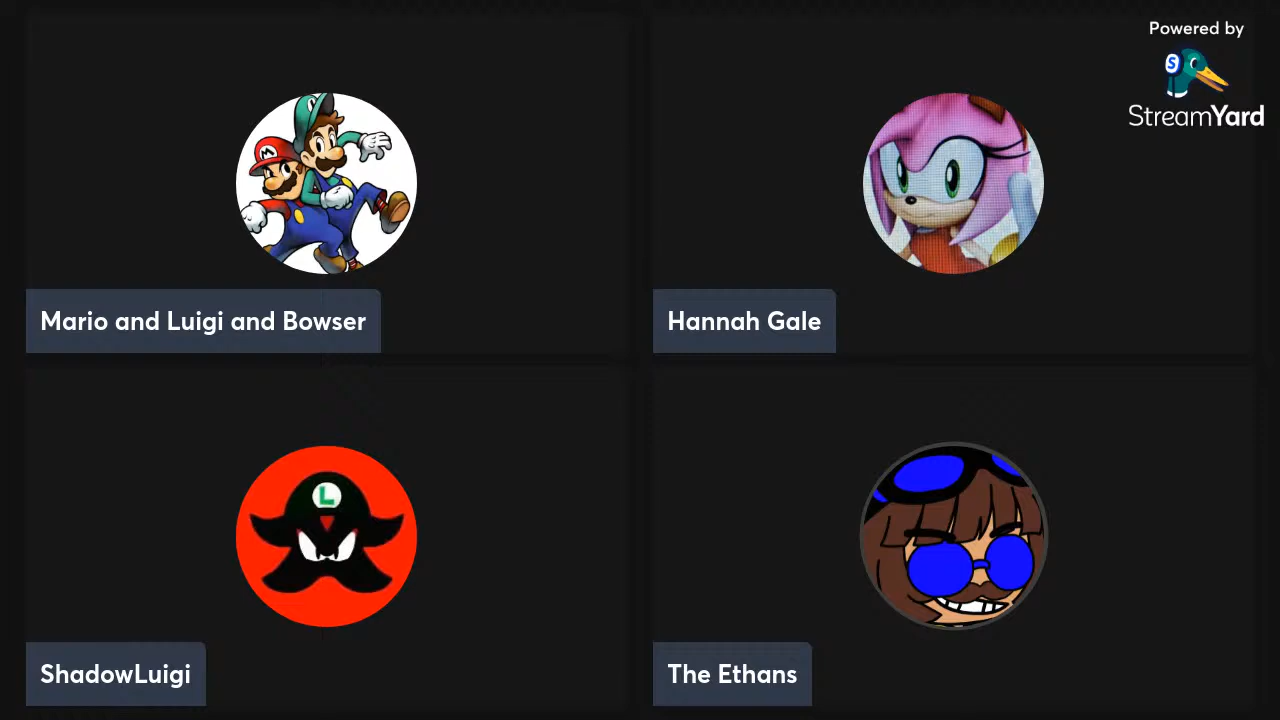 Powered by
S
StreamYard
M
L
Mario and Luigi and Bowser
Hannah Gale
L
ShadowLuigi
The Ethans